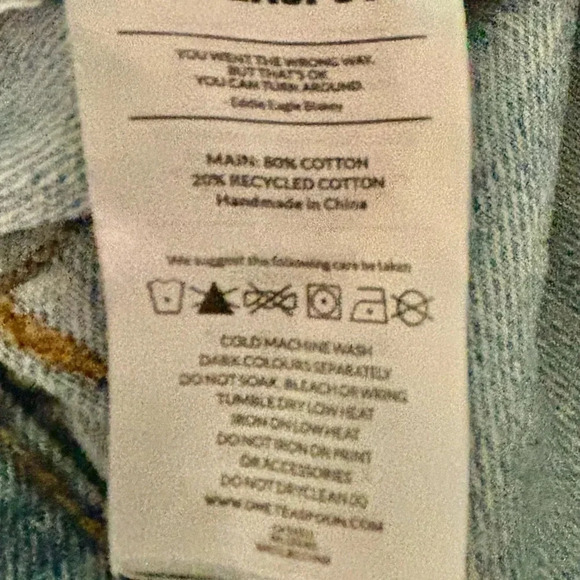 YOU WENT THE WRONG WAY.
BUT THAT'S OK.
YOU CAN TURN AROUND.
Eddie Eagle
MAIN: 80% COTTON
20% RECYCLED COTTON
Handmade in China
We suggest the following care be taken
COLD MACHINE WASH
DARK COLOURS SEPARATELY
DO NOT SOAK, BLEACH OR WRING
TUMBLE DRY LOW HEAT
IRON ON LOW HEAT
DO NOT IRON OR PRINT
OR ACCESSORIES
DO NOT DRYCLEAN
WWW.ONETEASPOON.COM